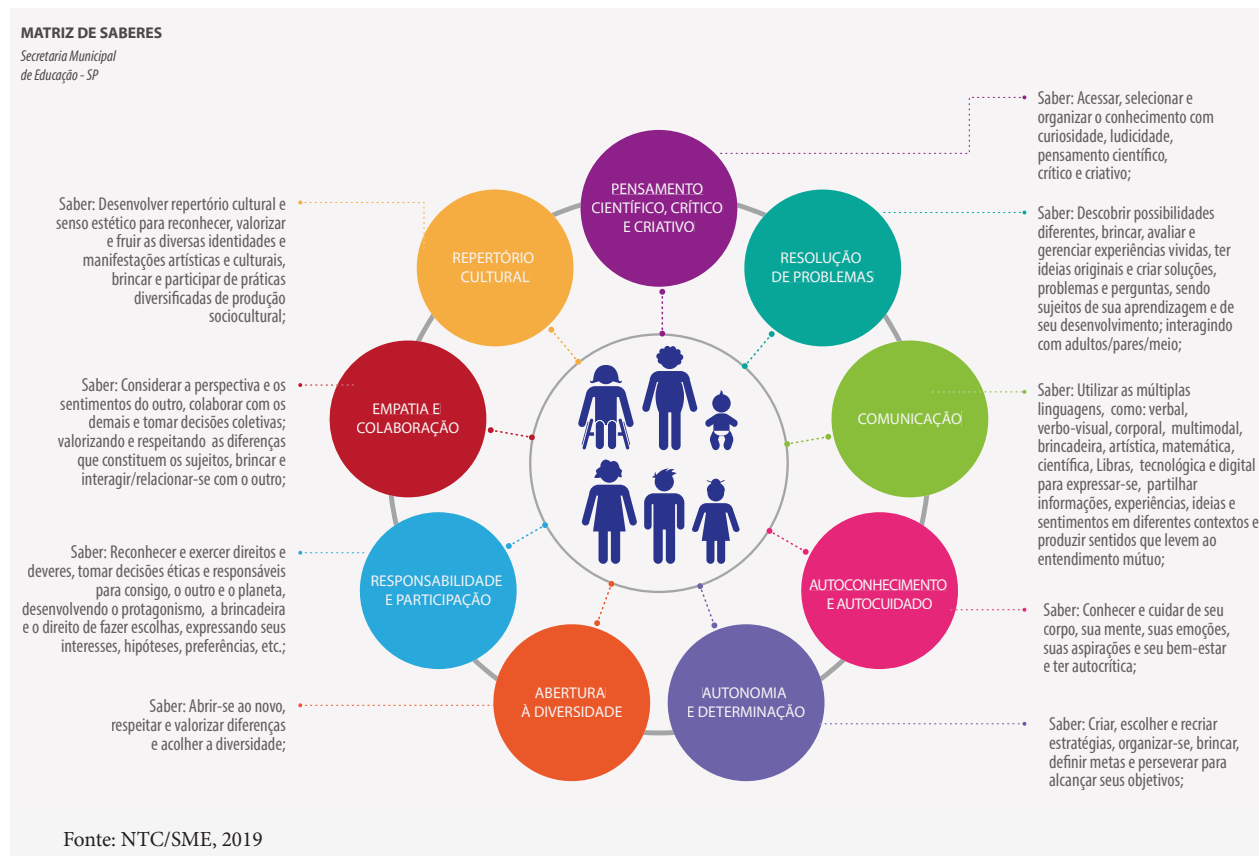 MATRIZ DE SABERES
Secretaria Municipal
de Educação - SP
PENSAMENTO
CIENTÍFICO, CRÍTICO
E CRIATIVO
Saber: Acessar, selecionar e
organizar o conhecimento com
curiosidade, ludicidade,
pensamento científico,
crítico e criativo;
RESOLUÇÃO
DE PROBLEMAS
Saber: Descobrir possibilidades
diferentes, brincar, avaliar e
gerenciar experiências vividas, ter
ideias originais e criar soluções,
problemas e perguntas, sendo
sujeitos de sua aprendizagem e de
seu desenvolvimento; interagindo
com adultos/pares/meio;
COMUNICAÇÃO
Saber: Utilizar as múltiplas
linguagens, como: verbal,
verbo-visual, corporal, multimodal,
brincadeira, artística, matemática,
científica, Libras, tecnológica e digital
para expressar-se, partilhar
informações, experiências, ideias e
sentimentos em diferentes contextos e
produzir sentidos que levem ao
entendimento mútuo;
AUTOCONHECIMENTO
E AUTOCUIDADO
Saber: Conhecer e cuidar de seu
corpo, sua mente, suas emoções,
suas aspirações e seu bem-estar
e ter autocrítica;
AUTONOMIA
E DETERMINAÇÃO
Saber: Criar, escolher e recriar
estratégias, organizar-se, brincar,
definir metas e perseverar para
alcançar seus objetivos;
ABERTURA
À DIVERSIDADE
Saber: Abrir-se ao novo,
respeitar e valorizar diferenças
e acolher a diversidade;
RESPONSABILIDADE
E PARTICIPAÇÃO
Saber: Reconhecer e exercer direitos e
deveres, tomar decisões éticas e responsáveis
para consigo, o outro e o planeta,
desenvolvendo o protagonismo, a brincadeira
e o direito de fazer escolhas, expressando seus
interesses, hipóteses, preferências, etc.;
EMPATIA E
COLABORAÇÃO
Saber: Considerar a perspectiva e os
sentimentos do outro, colaborar com os
demais e tomar decisões coletivas;
valorizando e respeitando as diferenças
que constituem os sujeitos, brincar e
interagir/relacionar-se com o outro;
REPERTÓRIO
CULTURAL
Saber: Desenvolver repertório cultural e
senso estético para reconhecer, valorizar
e fruir as diversas identidades e
manifestações artísticas e culturais,
brincar e participar de práticas
diversificadas de produção
sociocultural;
Fonte: NTC/SME, 2019